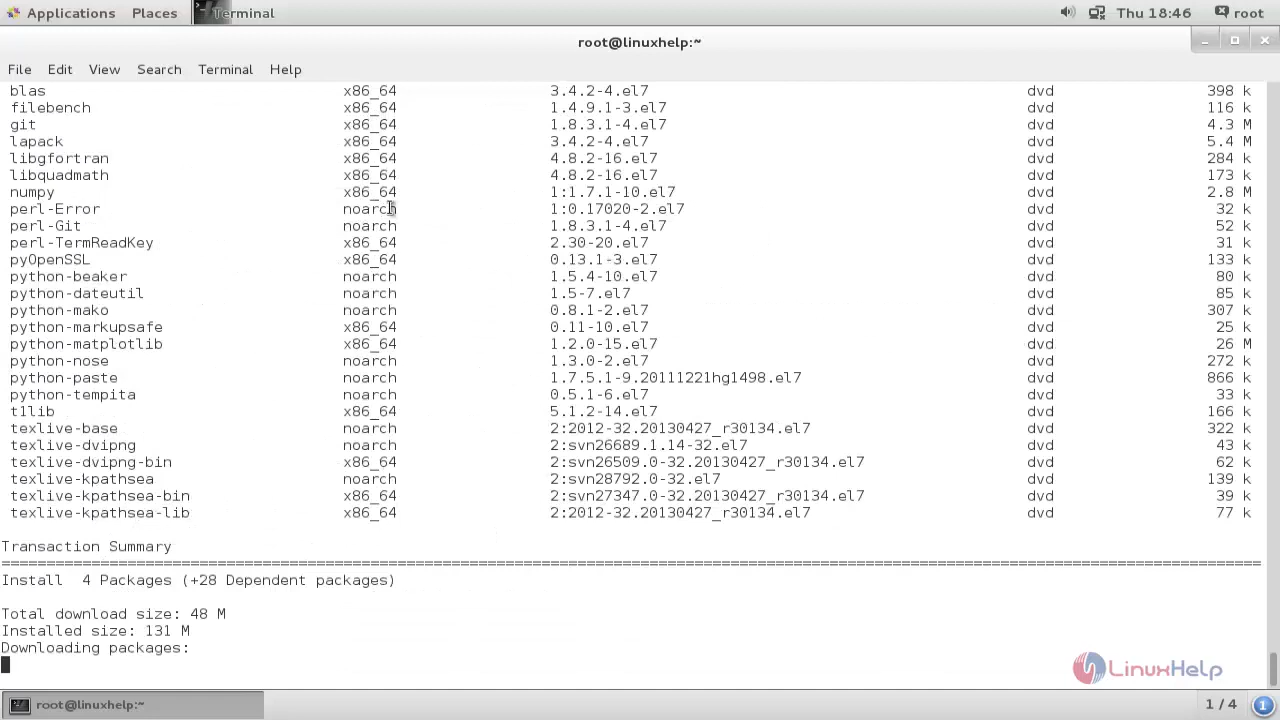 Applications Places Terminal Thu 18:46 root
root@linuxhelp:~
File Edit View Search Terminal Help
blas x86_64 3.4.2-4.el7 dvd 398 k
filebench x86_64 1.4.9.1-3.el7 dvd 116 k
git x86_64 1.8.3.1-4.el7 dvd 4.3 M
lapack x86_64 3.4.2-4.el7 dvd 5.4 M
libgfortran x86_64 4.8.2-16.el7 dvd 284 k
libquadmath x86_64 4.8.2-16.el7 dvd 173 k
numpy x86_64 1:1.7.1-10.el7 dvd 2.8 M
perl-Error noarch 1:0.17020-2.el7 dvd 32 k
perl-Git noarch 1.8.3.1-4.el7 dvd 52 k
perl-TermReadKey x86_64 2.30-20.el7 dvd 31 k
pyOpenSSL x86_64 0.13.1-3.el7 dvd 133 k
python-beaker noarch 1.5.4-10.el7 dvd 80 k
python-dateutil noarch 1.5-7.el7 dvd 85 k
python-mako noarch 0.8.1-2.el7 dvd 307 k
python-markupsafe x86_64 0.11-10.el7 dvd 25 k
python-matplotlib x86_64 1.2.0-15.el7 dvd 26 M
python-nose noarch 1.3.0-2.el7 dvd 272 k
python-paste noarch 1.7.5.1-9.20111221hg1498.el7 dvd 866 k
python-tempita noarch 0.5.1-6.el7 dvd 33 k
t1lib x86_64 5.1.2-14.el7 dvd 166 k
texlive-base noarch 2:2012-32.20130427_r30134.el7 dvd 322 k
texlive-dvipng noarch 2:svn26689.1.14-32.el7 dvd 43 k
texlive-dvipng-bin x86_64 2:svn26509.0-32.20130427_r30134.el7 dvd 62 k
texlive-kpathsea noarch 2:svn28792.0-32.el7 dvd 139 k
texlive-kpathsea-bin x86_64 2:svn27347.0-32.20130427_r30134.el7 dvd 39 k
texlive-kpathsea-lib x86_64 2:2012-32.20130427_r30134.el7 dvd 77 k
Transaction Summary
================================================================================
Install 4 Packages (+28 Dependent packages)
Total download size: 48 M
Installed size: 131 M
Downloading packages:
LinuxHelp
root@linuxhelp:~ 1 / 4 1